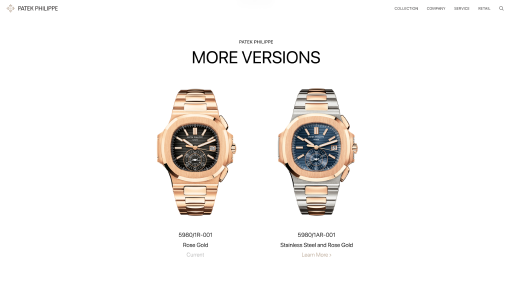 PATEK PHILIPPE
COLLECTION COMPANY SERVICE RETAIL
PATEK PHILIPPE
MORE VERSIONS
5980/1R-001
Rose Gold
Current
5980/1AR-001
Stainless Steel and Rose Gold
Learn More >